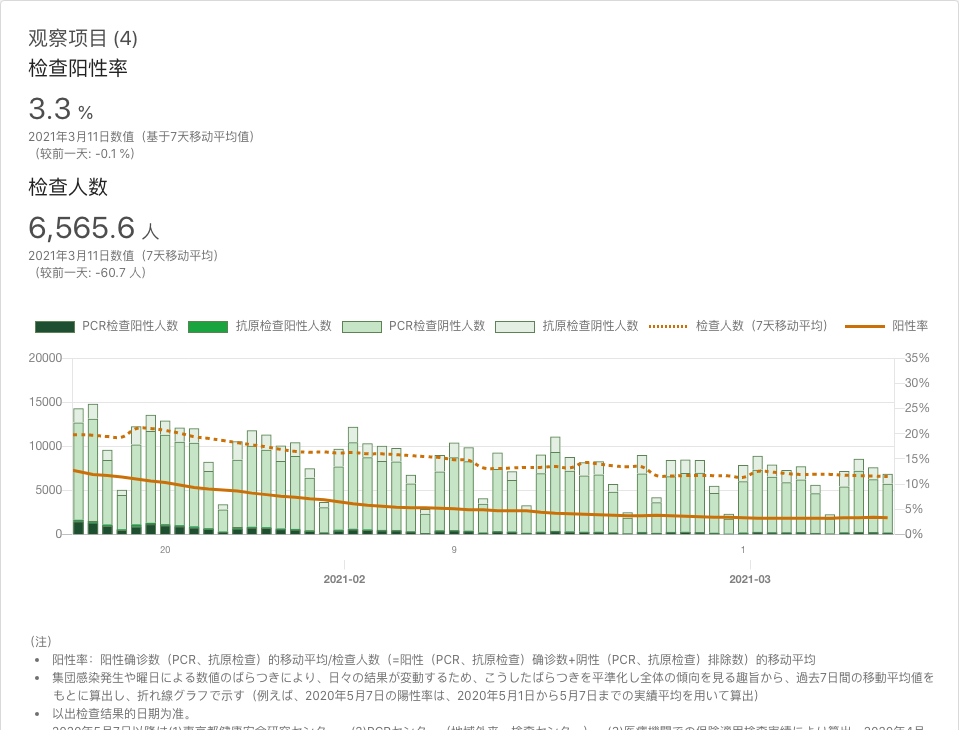 观察项目 (4)
检查阳性率
3.3 %
2021年3月11日数值（基于7天移动平均值）
（较前一天: -0.1 %）
检查人数
6,565.6 人
2021年3月11日数值（7天移动平均）
（较前一天: -60.7 人）
PCR检查阳性人数 抗原检查阳性人数 PCR检查阴性人数 抗原检查阴性人数 检查人数（7天移动平均） 阳性率
20000 35%
30%
15000 25%
20%
10000 15%
5000 10%
5%
0 0%
20 9 1
2021-02 2021-03
（注）
• 阳性率：阳性确诊数（PCR、抗原检查）的移动平均/检查人数（=阳性（PCR、抗原检查）确诊数+阴性（PCR、抗原检查）排除数）的移动平均
• 集団感染発生や曜日による数値のばらつきにより、日々の結果が変動するため、こうしたばらつきを平準化し全体の傾向を見る趣旨から、過去7日間の移動平均値を
もとに算出し、折れ線グラフで示す（例えば、2020年5月7日の陽性率は、2020年5月1日から5月7日までの実績平均を用いて算出）
• 以出检查结果的日期为准。